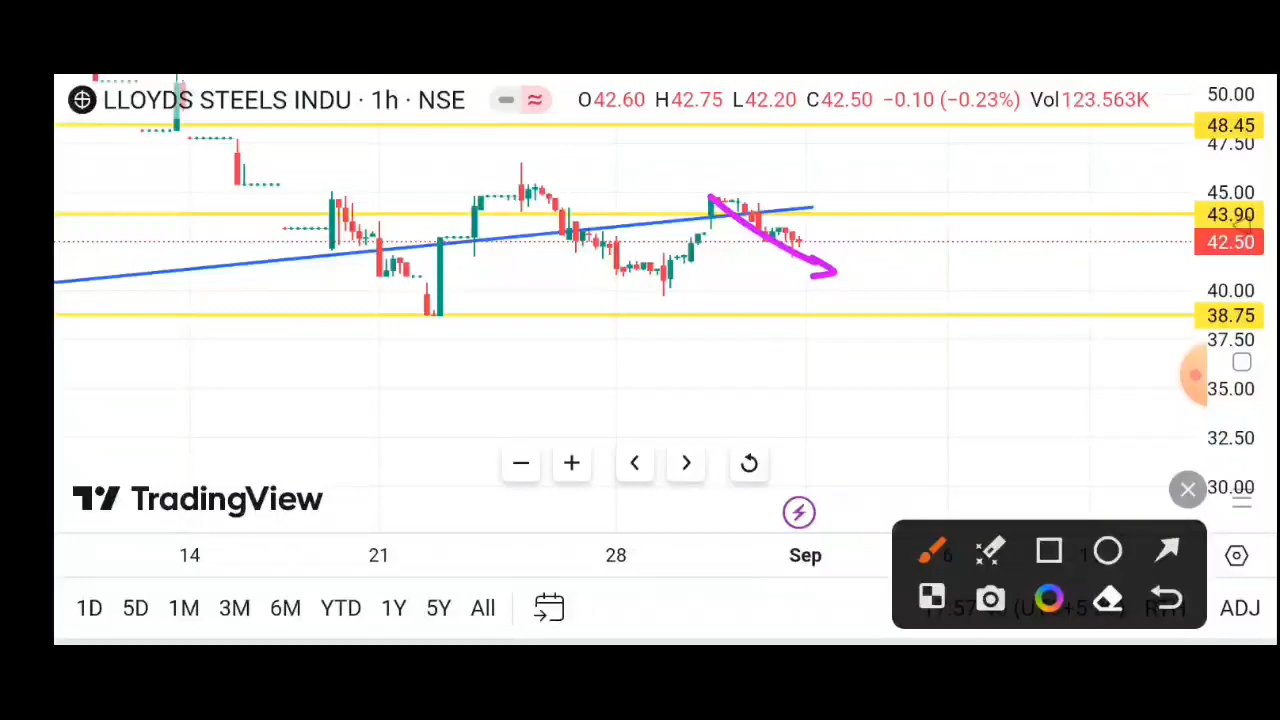 LLOYDS STEELS INDU · 1h · NSE
O42.60 H42.75 L42.20 C42.50 −0.10 (−0.23%) Vol123.563K
50.00
48.45
47.50
45.00
43.90
42.50
40.00
38.75
37.50
35.00
32.50
30.00
TradingView
14 21 28 Sep
1D 5D 1M 3M 6M YTD 1Y 5Y All
ADJ